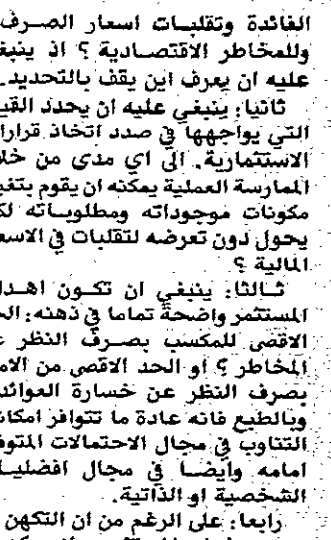 الفائدة وتقلبات اسعار الصرف
وللمخاطر الاقتصادية ؟ اذ ينبغ
عليه ان يعرف اين يقف بالتحديد.
ثانيا: ينبغي عليه ان يحدد القي
التي يواجهها في صدد اتخاذ قرارا
الاستثمارية. الى اي مدى من خلا
الممارسة العملية يمكنه ان يقوم بتغي
مكونات موجوداته ومطلوباته لك
يحول دون تعرضه لتقلبات في الاسع
المالية ؟
ثالثا: ينبغي ان تكون اهدا
المستثمر واضحة تماما في ذهنه: الح
الاقصى للمكسب بصرف النظر ع
المخاطر ؟ او الحد الاقصى من الام
بصرف النظر عن خسارة العوائد
وبالطبع فانه عادة ما تتوافر امكان
التناوب في مجال الاحتمالات المتوف
امامه وايضا في مجال افضليا
الشخصية او الذاتية.
رابعا: على الرغم من ان التكهن